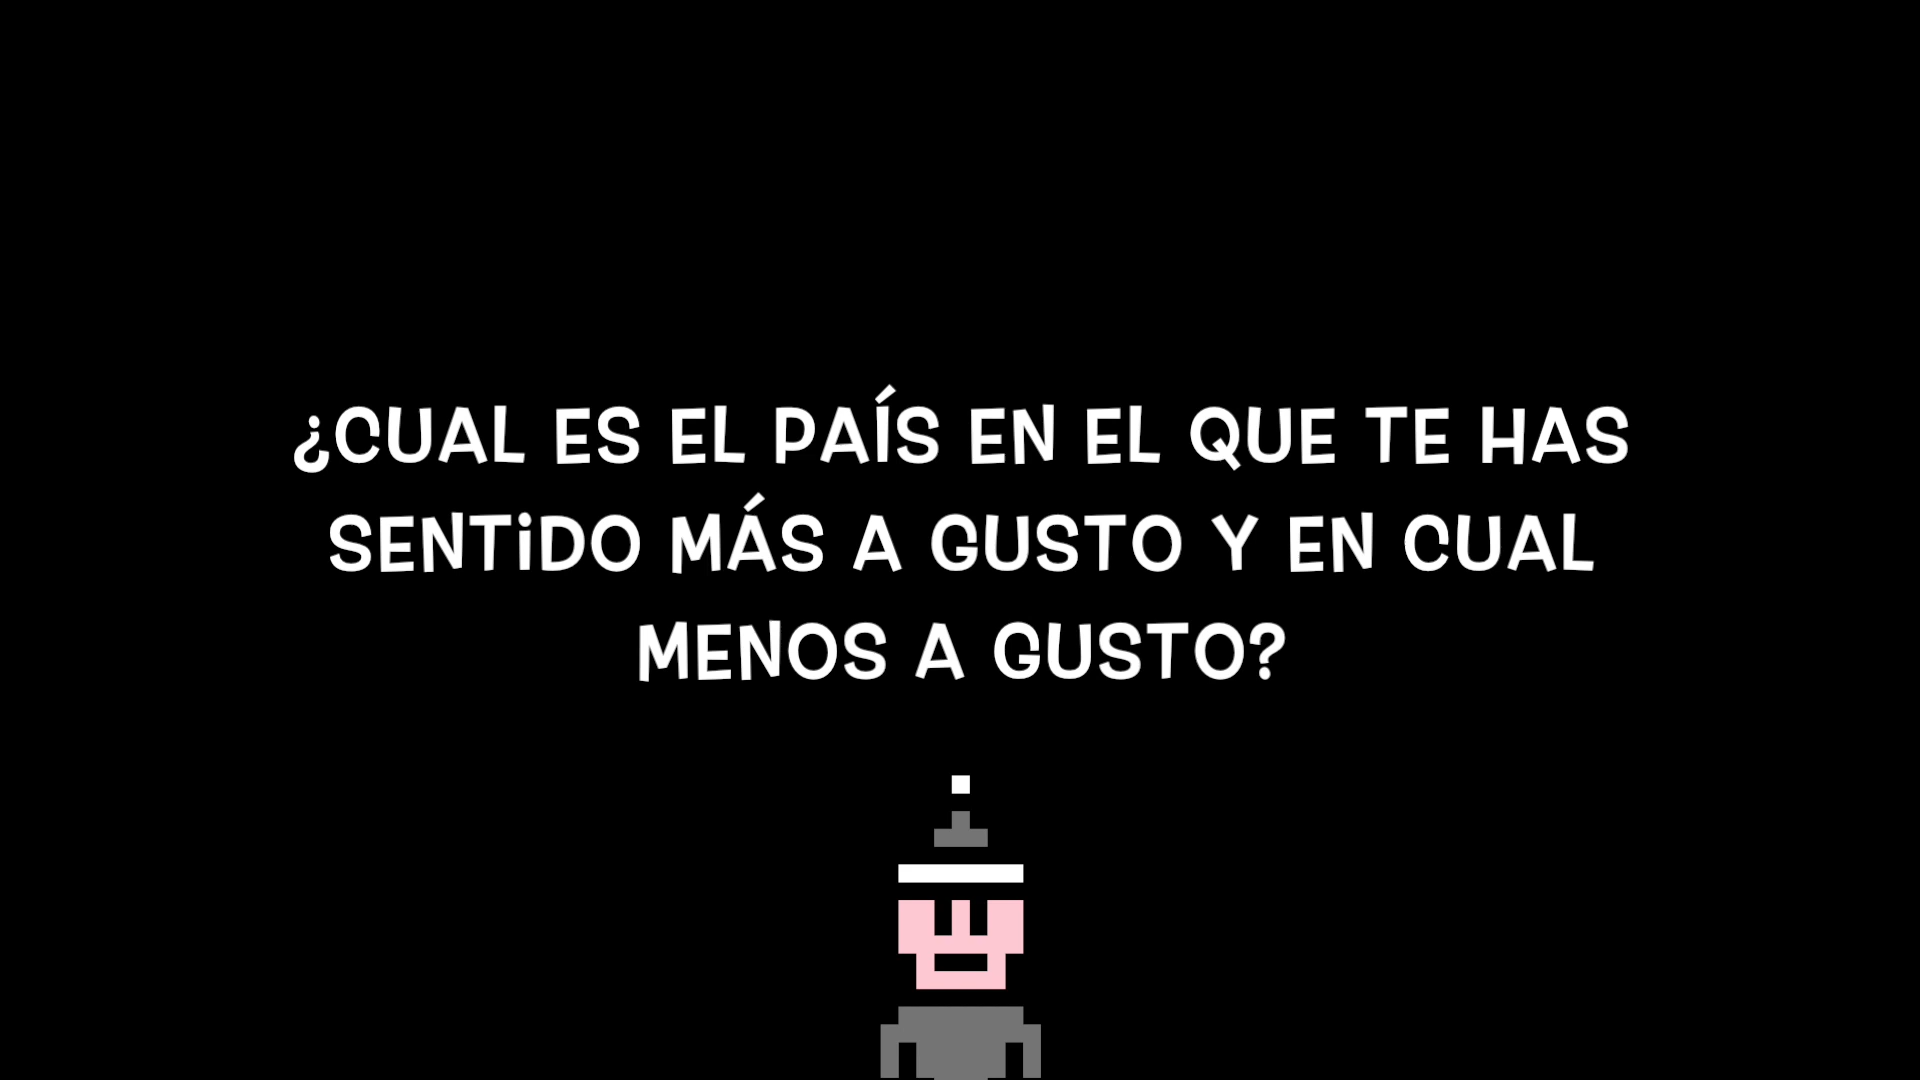 ¿CUAL ES EL PAÍS EN EL QUE TE HAS
SENTIDO MÁS A GUSTO Y EN CUAL
MENOS A GUSTO?